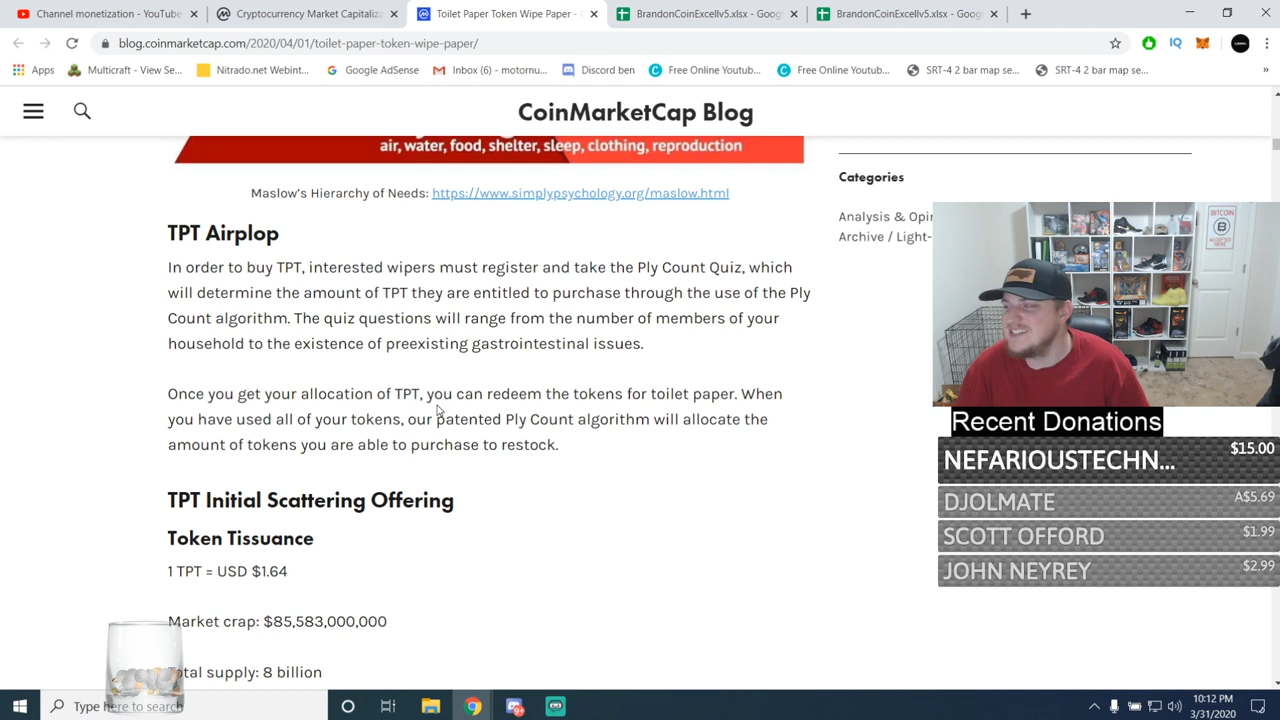 Channel monetization - YouTube
Cryptocurrency Market Capitaliza
Toilet Paper Token Wipe Paper -
BrandonCoinExcellv5.xlsx - Goog
BrandonCoinExcellv5.xlsx - Goog
blog.coinmarketcap.com/2020/04/01/toilet-paper-token-wipe-paper/
Apps
Multicraft - View Se...
Nitrado.net Webint...
Google AdSense
Inbox (6) - motornu...
Discord ben
Free Online Youtub...
Free Online Youtub...
SRT-4 2 bar map se...
SRT-4 2 bar map se...
»
CoinMarketCap Blog
air, water, food, shelter, sleep, clothing, reproduction
Maslow's Hierarchy of Needs: https://www.simplypsychology.org/maslow.html
Categories
Analysis & Opi
Archive / Light-
TPT Airplop
In order to buy TPT, interested wipers must register and take the Ply Count Quiz, which
will determine the amount of TPT they are entitled to purchase through the use of the Ply
Count algorithm. The quiz questions will range from the number of members of your
household to the existence of preexisting gastrointestinal issues.
Once you get your allocation of TPT, you can redeem the tokens for toilet paper. When
you have used all of your tokens, our patented Ply Count algorithm will allocate the
amount of tokens you are able to purchase to restock.
TPT Initial Scattering Offering
Token Tissuance
1 TPT = USD $1.64
Market crap: $85,583,000,000
Total supply: 8 billion
BITCOIN
B
ACCEPTED
HERE
Recent Donations
NEFARIOUSTECHN... $15.00
DJOLMATE A$5.69
SCOTT OFFORD $1.99
JOHN NEYREY $2.99
Type here to search
10:12 PM
3/31/2020